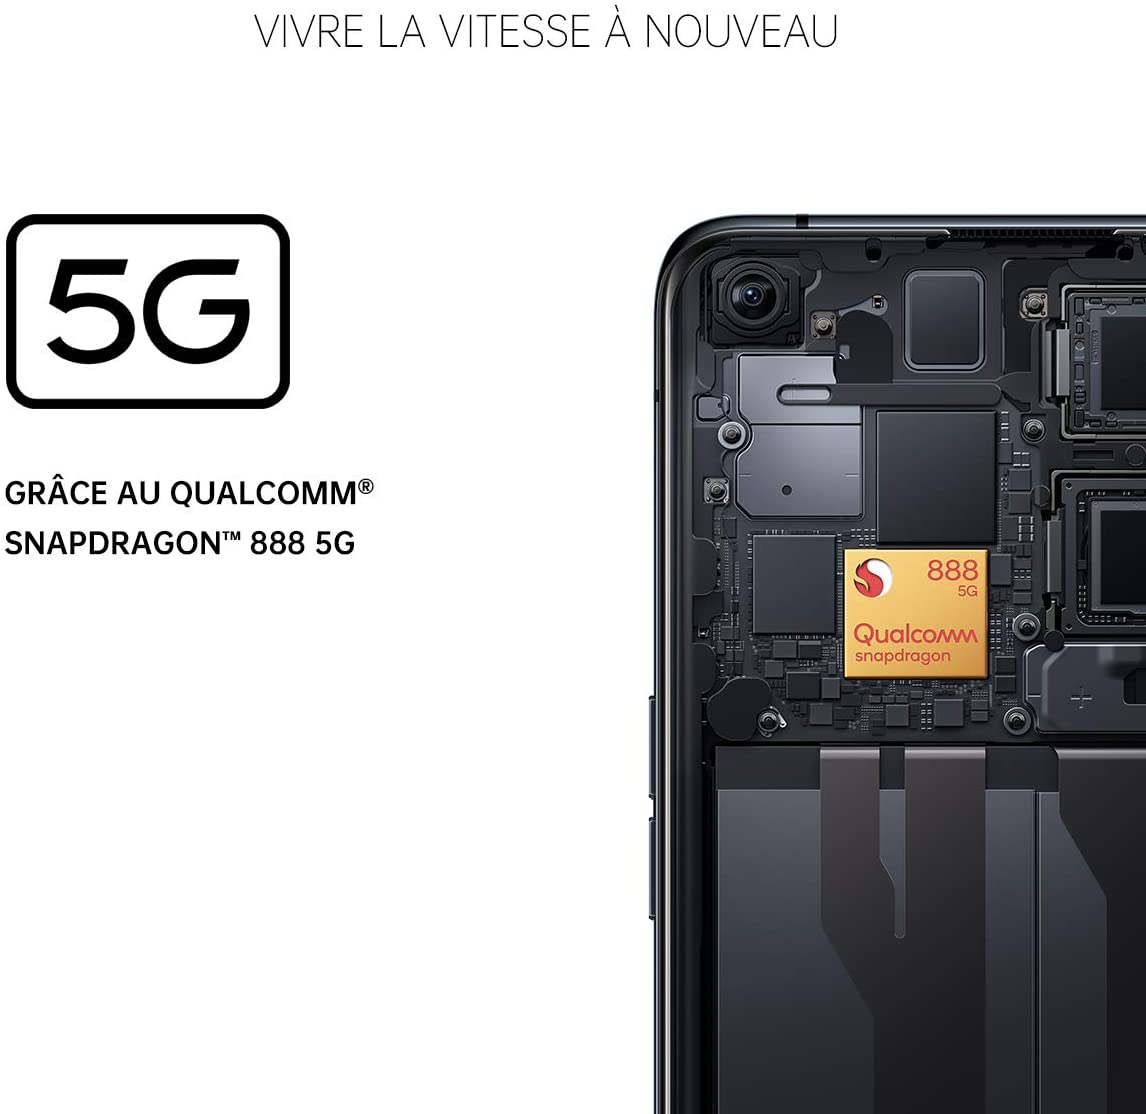 VIVRE LA VITESSE À NOUVEAU
5G
GRÂCE AU QUALCOMM®
SNAPDRAGON™ 888 5G
888
5G
Qualcomm
snapdragon